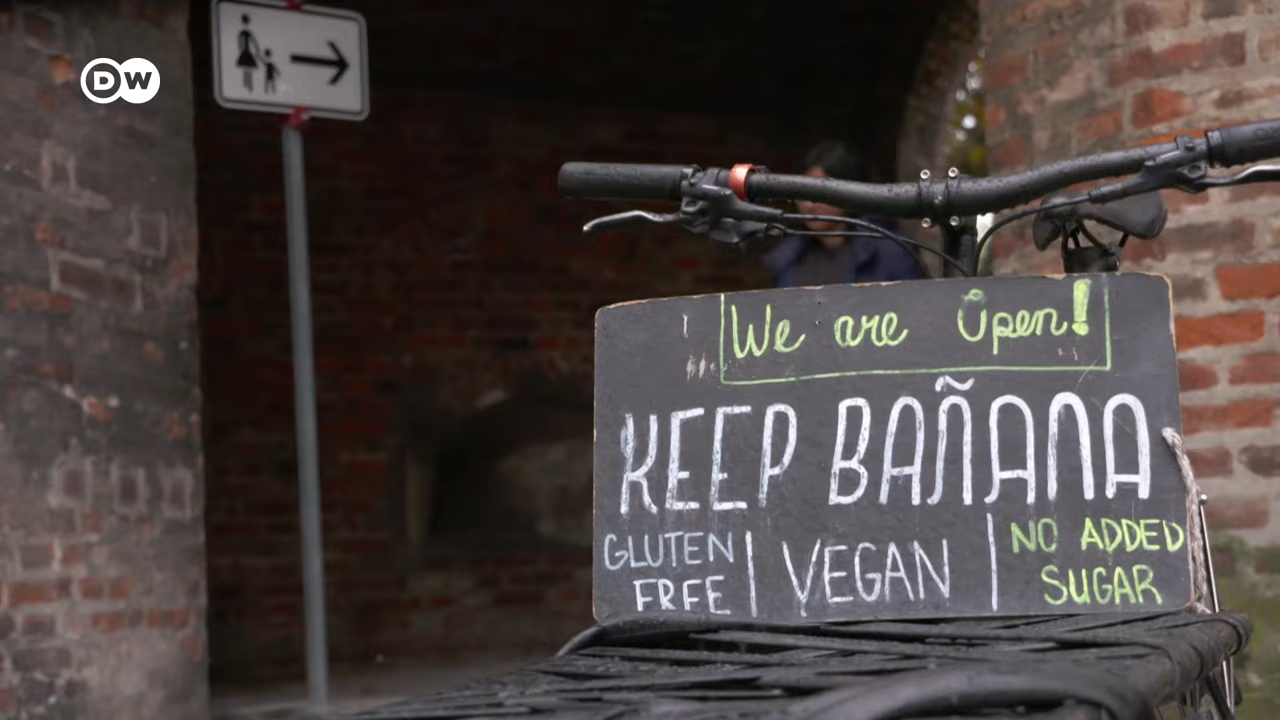 DW
We are Open!
KEEP BAÑANA
GLUTEN FREE | VEGAN | NO ADDED SUGAR